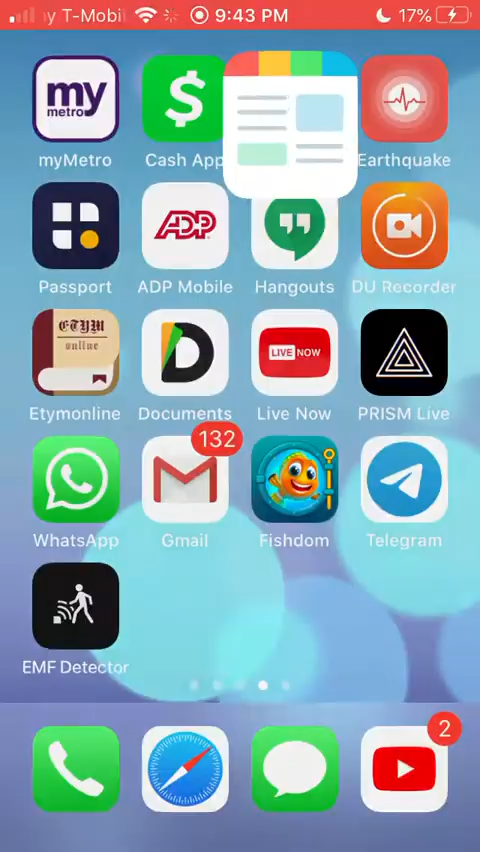 y T-Mobi 9:43 PM 17%
my
metro
$
myMetro Cash App Earthquake
ADP
Passport ADP Mobile Hangouts DU Recorder
ETYM
online
D
LIVE NOW
Etymonline Documents Live Now PRISM Live
132
WhatsApp Gmail Fishdom Telegram
EMF Detector
2